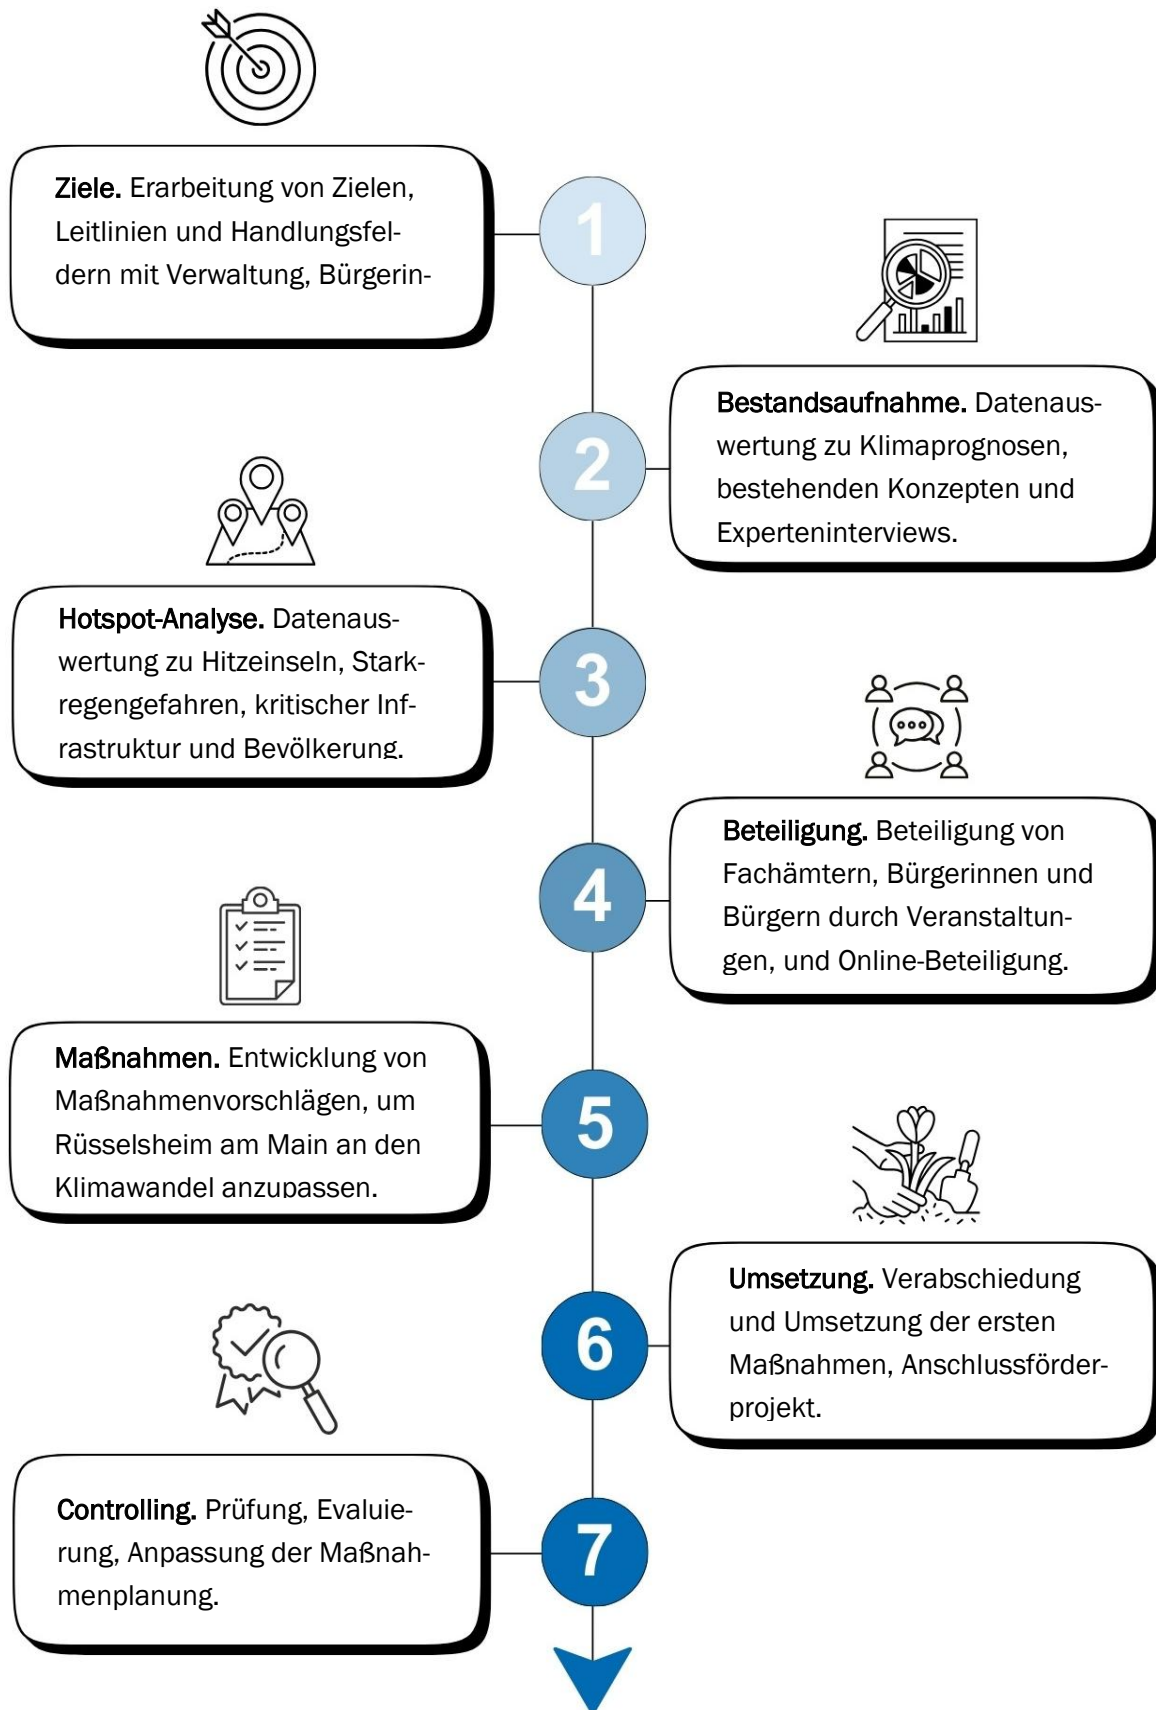 Ziele. Erarbeitung von Zielen,
Leitlinien und Handlungsfel-
dern mit Verwaltung, Bürgerin-
1
2
Bestandsaufnahme. Datenaus-
wertung zu Klimaprognosen,
bestehenden Konzepten und
Experteninterviews.
Hotspot-Analyse. Datenaus-
wertung zu Hitzeinseln, Stark-
regengefahren, kritischer Inf-
rastruktur und Bevölkerung.
3
4
Beteiligung. Beteiligung von
Fachämtern, Bürgerinnen und
Bürgern durch Veranstaltun-
gen, und Online-Beteiligung.
Maßnahmen. Entwicklung von
Maßnahmenvorschlägen, um
Rüsselsheim am Main an den
Klimawandel anzupassen.
5
6
Umsetzung. Verabschiedung
und Umsetzung der ersten
Maßnahmen, Anschlussförder-
projekt.
Controlling. Prüfung, Evaluie-
rung, Anpassung der Maßnah-
menplanung.
7